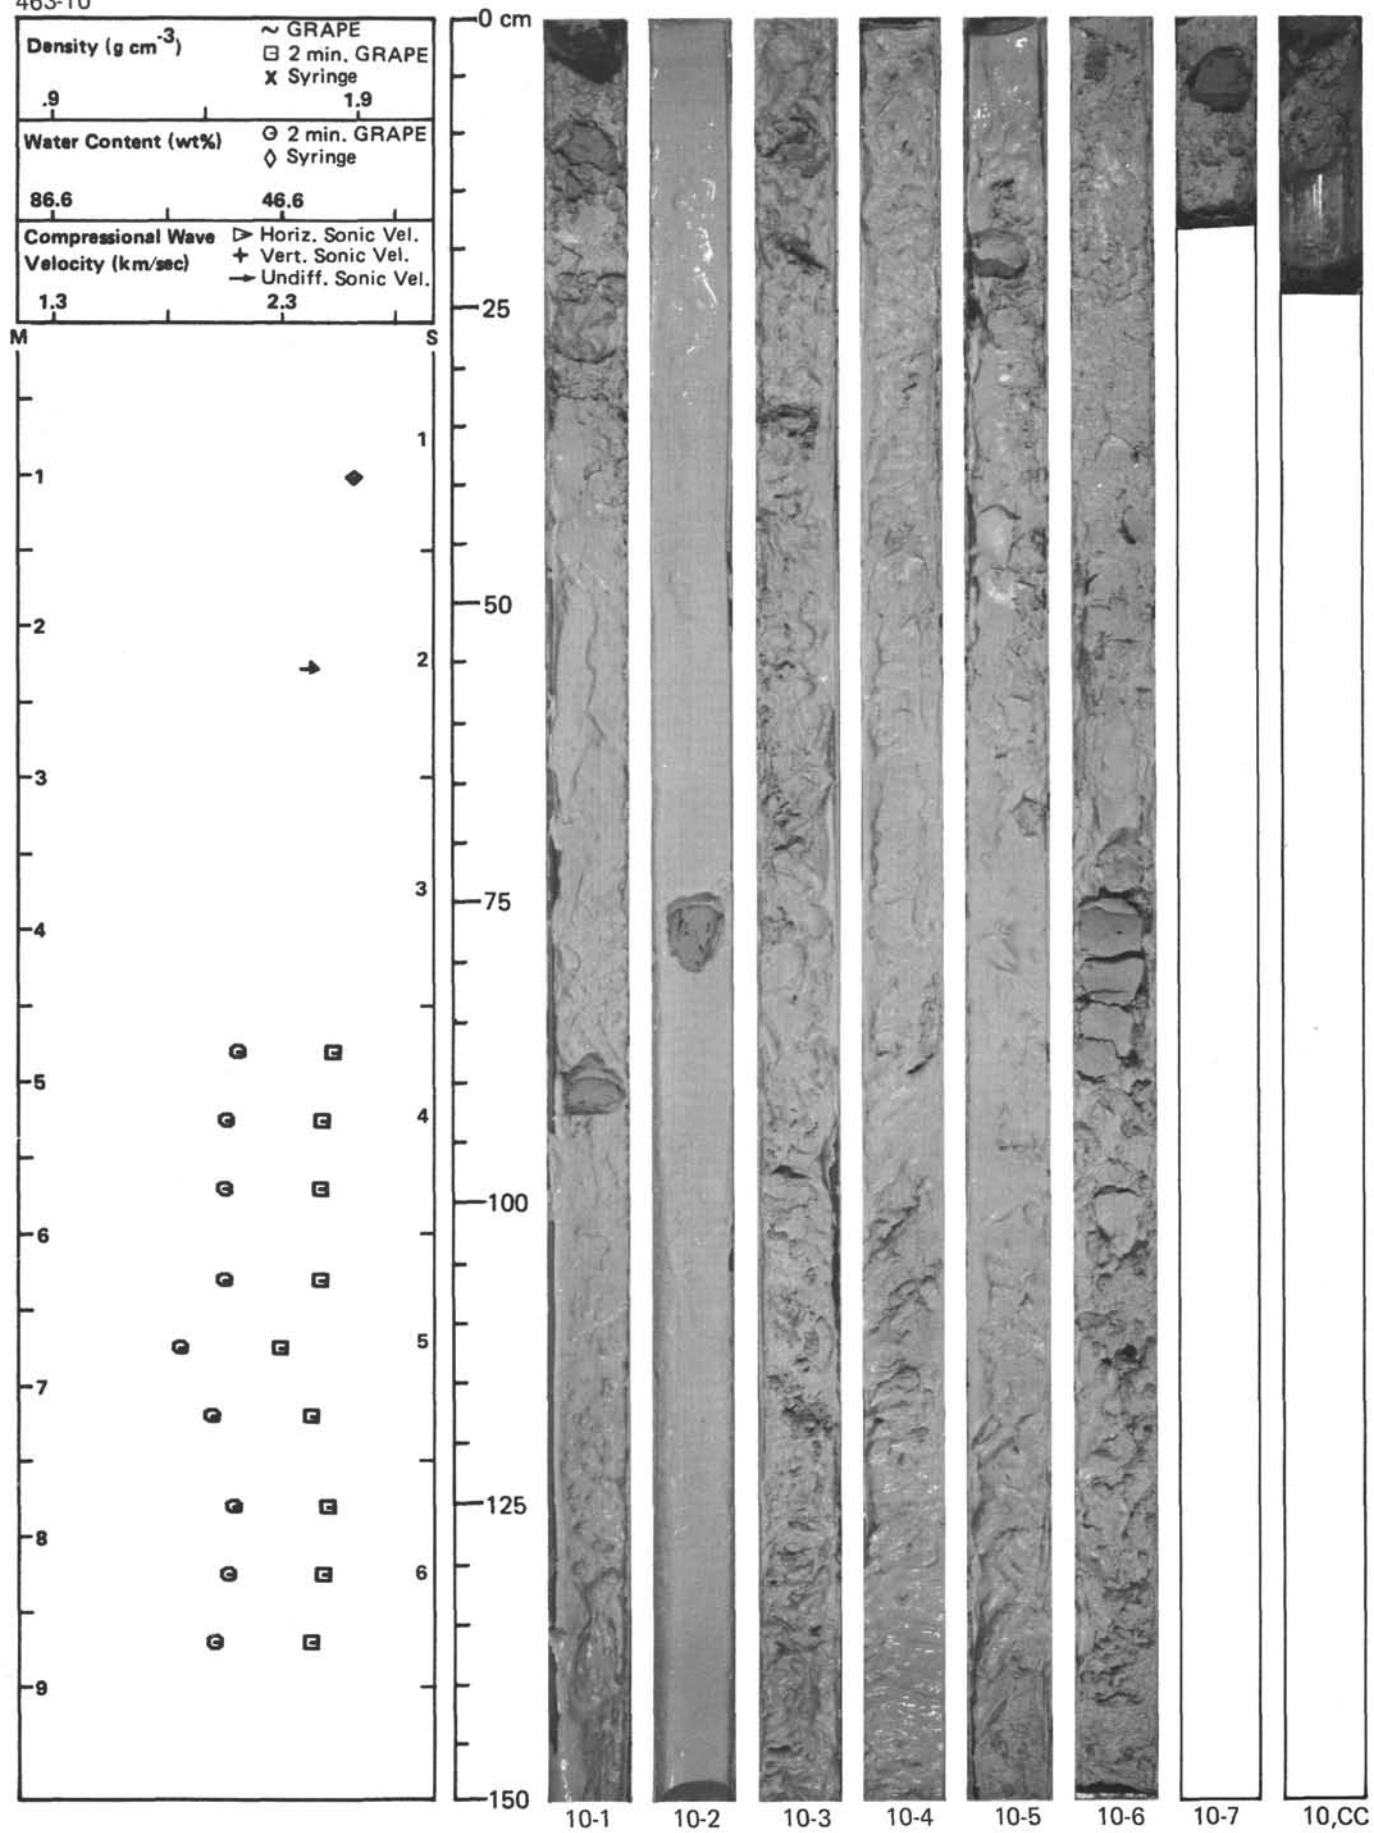 463-10
Density (g cm-3)
~ GRAPE
2 min. GRAPE
x Syringe
.9 1.9
Water Content (wt%)
2 min. GRAPE
◊ Syringe
86.6 46.6
Compressional Wave
Velocity (km/sec)
Horiz. Sonic Vel.
+ Vert. Sonic Vel.
→ Undiff. Sonic Vel.
1.3 2.3
M S
1
1
2
2
3
3
4
5
4
6
5
7
8
6
9
0 cm
25
50
75
100
125
150
10-1 10-2 10-3 10-4 10-5 10-6 10-7 10,CC